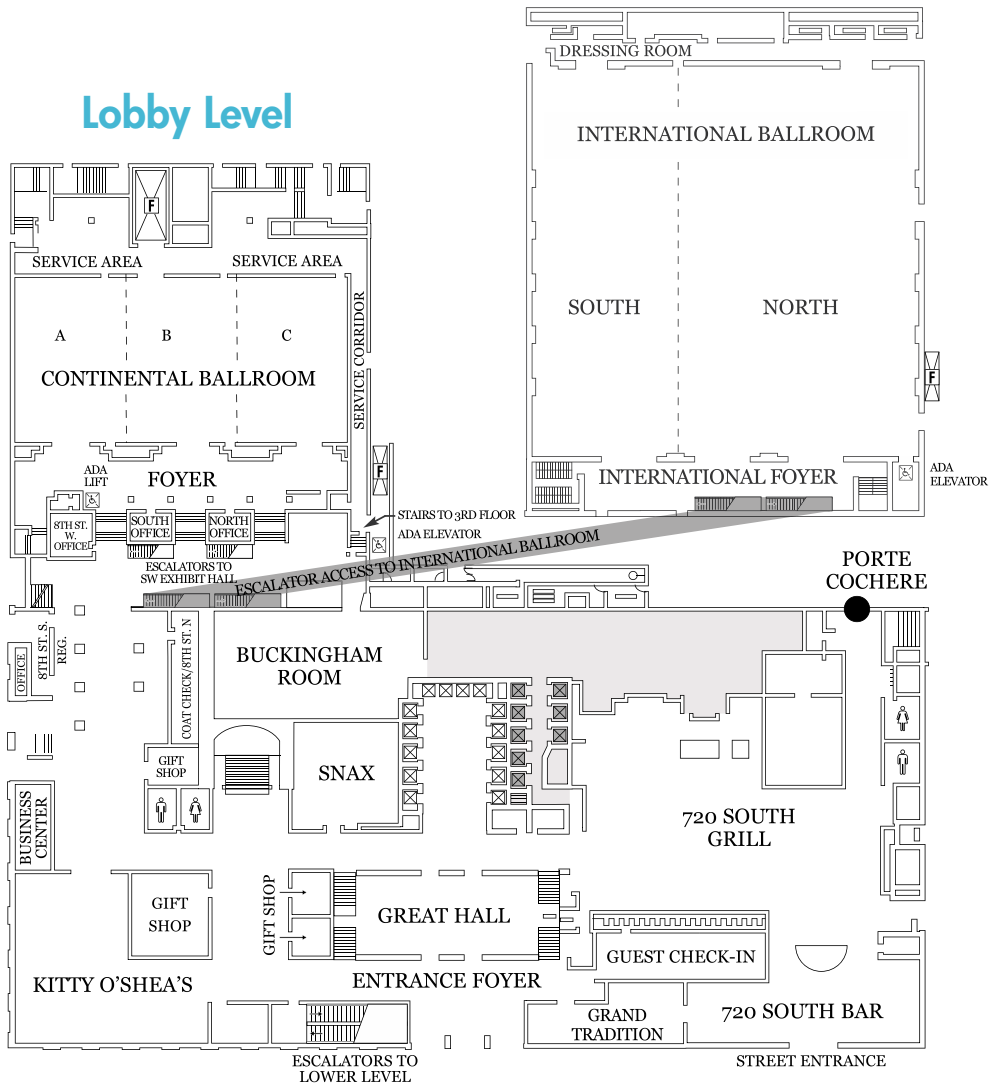 Lobby Level
DRESSING ROOM
INTERNATIONAL BALLROOM
SOUTH
NORTH
F
INTERNATIONAL FOYER
ADA
ELEVATOR
F
SERVICE AREA
SERVICE AREA
SERVICE CORRIDOR
A
B
C
CONTINENTAL BALLROOM
F
ADA
LIFT
FOYER
8TH ST.
W.
OFFICE
SOUTH
OFFICE
NORTH
OFFICE
STAIRS TO 3RD FLOOR
ADA ELEVATOR
ESCALATORS TO
SW EXHIBIT HALL
ESCALATOR ACCESS TO INTERNATIONAL BALLROOM
PORTE
COCHERE
OFFICE
8TH ST. S.
REG.
COAT CHECK/8TH ST. N
BUCKINGHAM
ROOM
GIFT
SHOP
SNAX
720 SOUTH
GRILL
BUSINESS
CENTER
GIFT
SHOP
GIFT SHOP
GREAT HALL
GUEST CHECK-IN
KITTY O'SHEA'S
ENTRANCE FOYER
GRAND
TRADITION
720 SOUTH BAR
ESCALATORS TO
LOWER LEVEL
STREET ENTRANCE